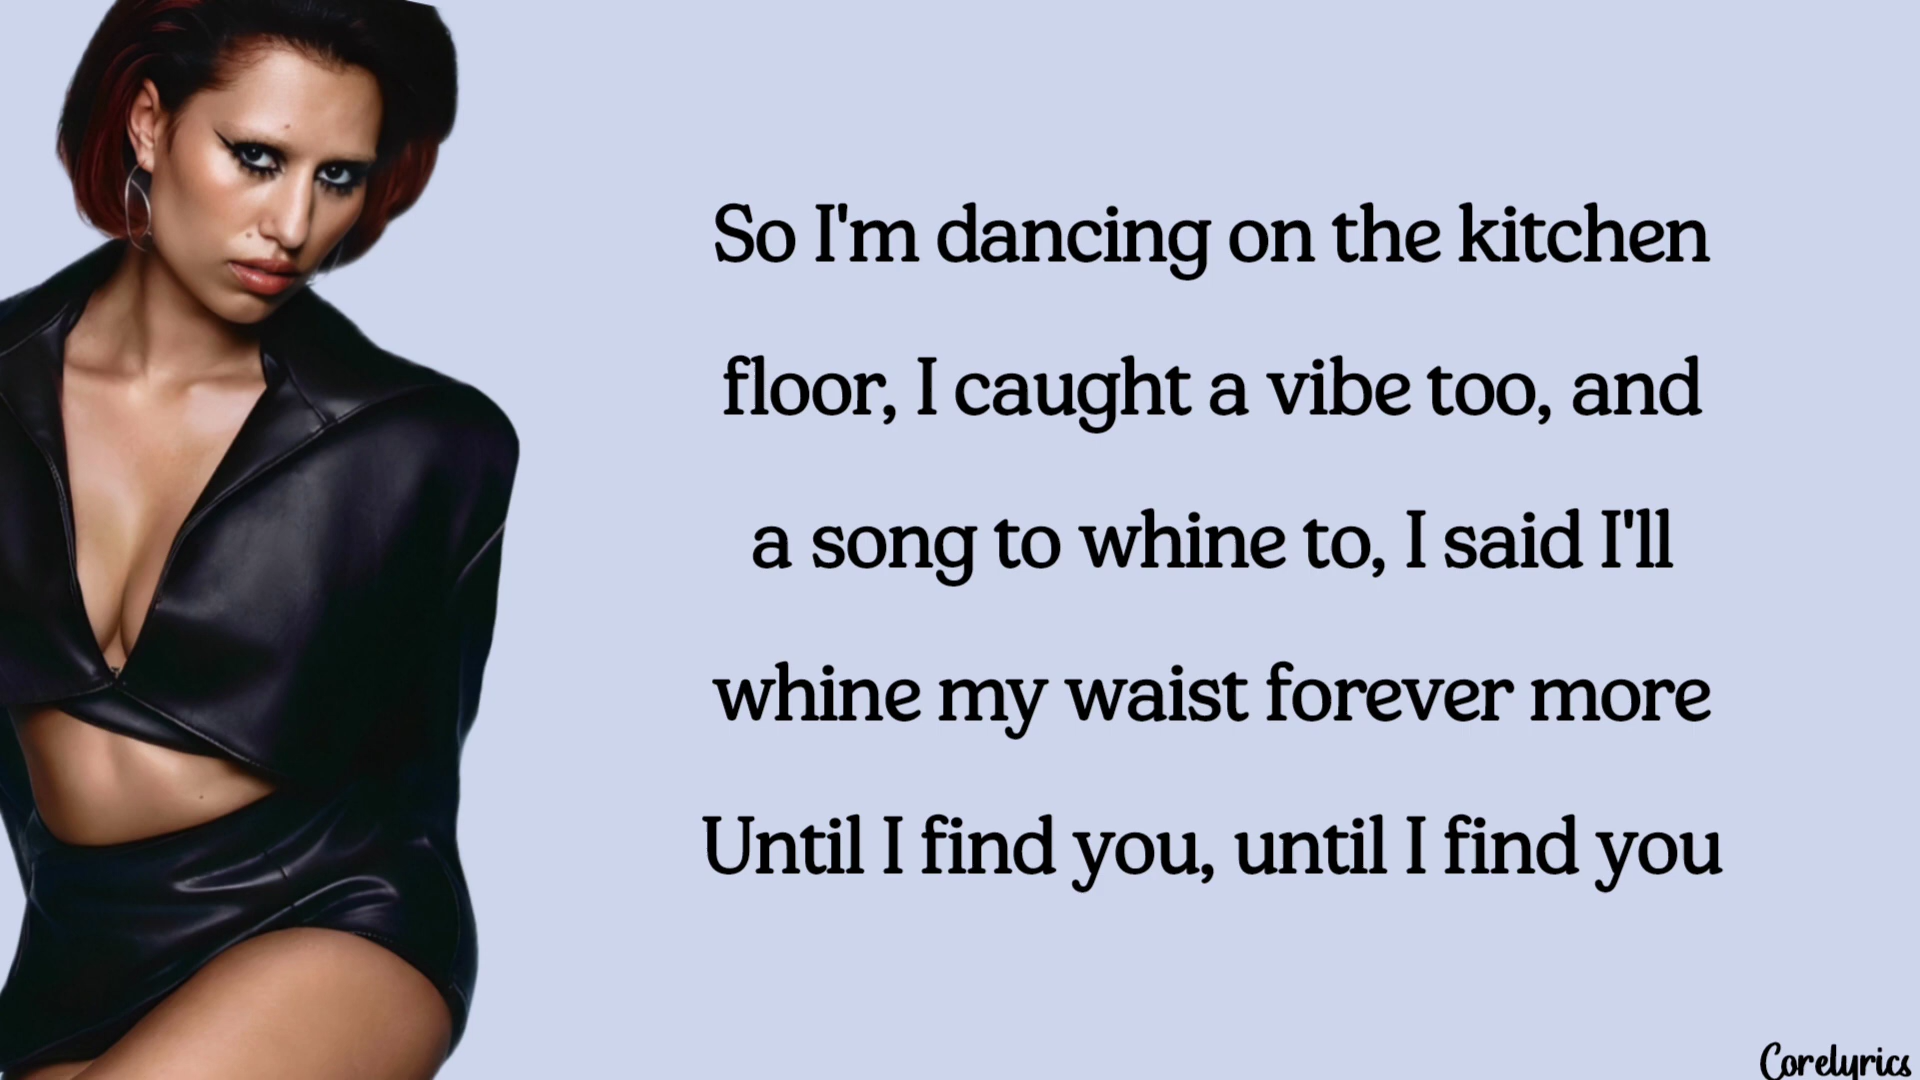 So I'm dancing on the kitchen
floor, I caught a vibe too, and
a song to whine to, I said I'll
whine my waist forever more
Until I find you, until I find you
Corelyrics